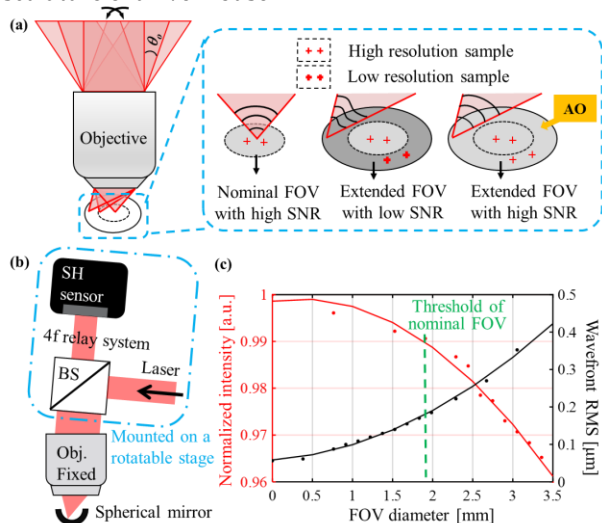 (a)
θo
Objective
High resolution sample
Low resolution sample
AO
Nominal FOV
with high SNR
Extended FOV
with low SNR
Extended FOV
with high SNR
(b)
SH
sensor
4f relay system
BS
Laser
Mounted on a
rotatable stage
Obj.
Fixed
Spherical mirror
(c)
Normalized intensity [a.u.]
1
0.99
0.98
0.97
0.96
Threshold of
nominal FOV
0.5
0.4
0.3
0.2
0.1
0
Wavefront RMS [μm]
0 0.5 1 1.5 2 2.5 3 3.5
FOV diameter [mm]